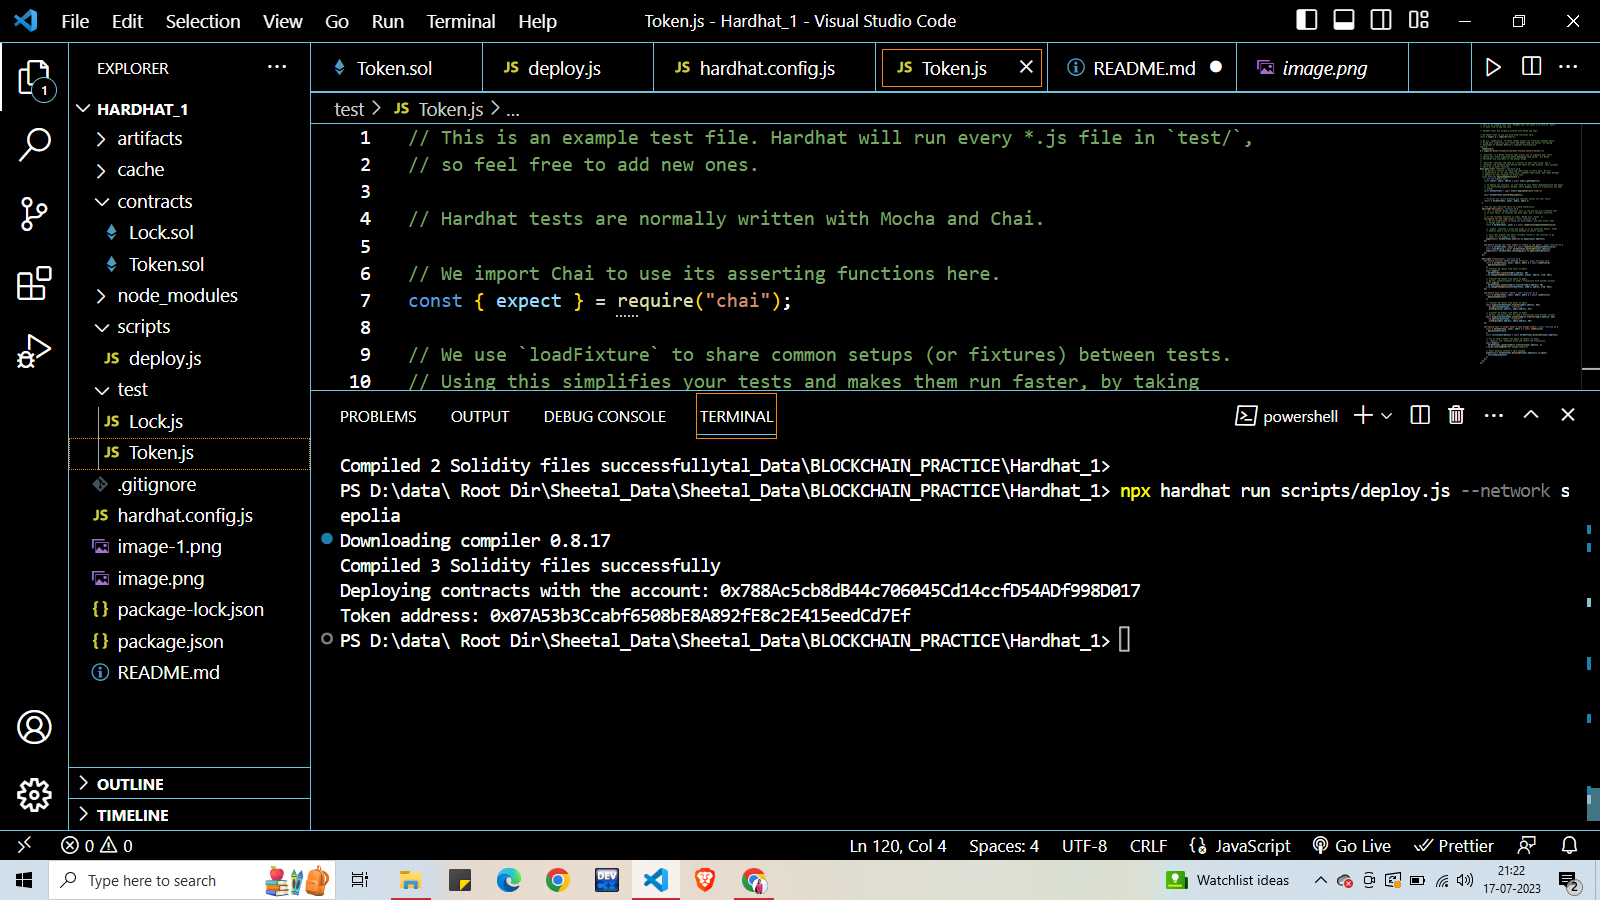 File Edit Selection View Go Run Terminal Help
Token.js - Hardhat_1 - Visual Studio Code
EXPLORER
1
HARDHAT_1
artifacts
cache
contracts
Lock.sol
Token.sol
node_modules
scripts
JS deploy.js
test
JS Lock.js
JS Token.js
.gitignore
JS hardhat.config.js
image-1.png
image.png
{} package-lock.json
{} package.json
README.md
OUTLINE
TIMELINE
Token.sol
JS deploy.js
JS hardhat.config.js
JS Token.js
README.md
image.png
test > JS Token.js > ...
1 // This is an example test file. Hardhat will run every *.js file in `test/`,
2 // so feel free to add new ones.
3
4 // Hardhat tests are normally written with Mocha and Chai.
5
6 // We import Chai to use its asserting functions here.
7 const { expect } = require("chai");
8
9 // We use `loadFixture` to share common setups (or fixtures) between tests.
10 // Using this simplifies your tests and makes them run faster, by taking
PROBLEMS OUTPUT DEBUG CONSOLE TERMINAL
powershell
Compiled 2 Solidity files successfullytal_Data\BLOCKCHAIN_PRACTICE\Hardhat_1>
PS D:\data\ Root Dir\Sheetal_Data\Sheetal_Data\BLOCKCHAIN_PRACTICE\Hardhat_1> npx hardhat run scripts/deploy.js --network s
epolia
Downloading compiler 0.8.17
Compiled 3 Solidity files successfully
Deploying contracts with the account: 0x788Ac5cb8dB44c706045Cd14ccfD54ADf998D017
Token address: 0x07A53b3Ccabf6508bE8A892fE8c2E415eedCd7Ef
PS D:\data\ Root Dir\Sheetal_Data\Sheetal_Data\BLOCKCHAIN_PRACTICE\Hardhat_1>
0 0
Ln 120, Col 4 Spaces: 4 UTF-8 CRLF {} JavaScript Go Live Prettier
Type here to search
DEV
Watchlist ideas
21:22
17-07-2023
2